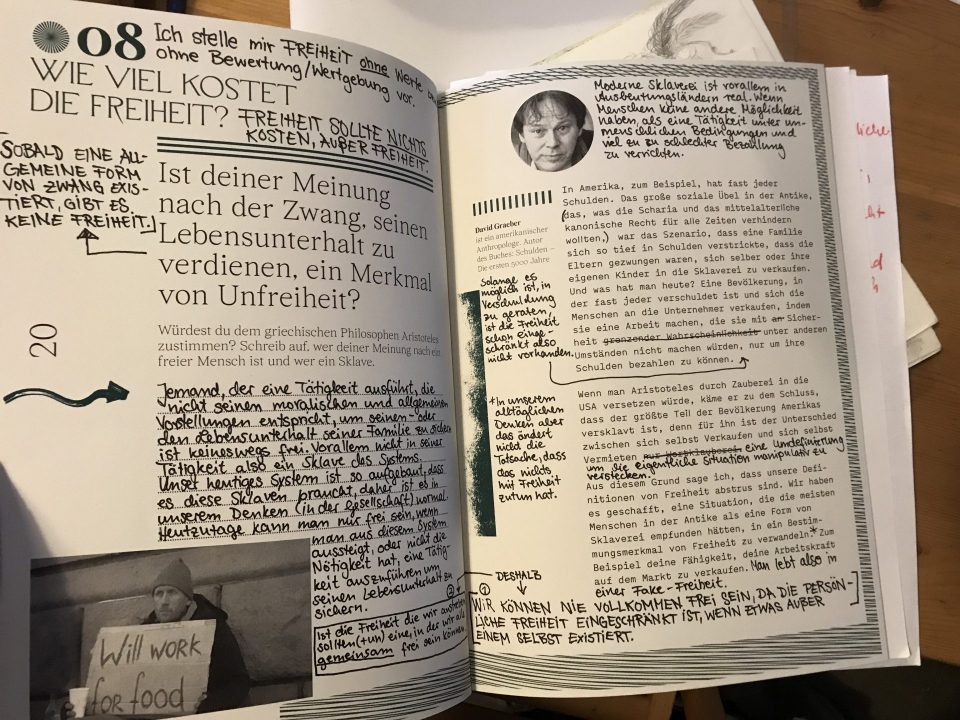 08
Ich stelle mir FREIHEIT ohne Werte
ohne Bewertung/Wertgebung vor.
WIE VIEL KOSTET
DIE FREIHEIT?
FREIHEIT SOLLTE NICHTS
KOSTEN, AUßER FREIHEIT.
SOBALD EINE ALL-
GEMEINE FORM
VON ZWANG EXIS-
TIERT, GIBT ES
KEINE FREIHEIT.
Ist deiner Meinung
nach der Zwang, seinen
Lebensunterhalt zu
verdienen, ein Merkmal
von Unfreiheit?
20
Würdest du dem griechischen Philosophen Aristoteles
zustimmen? Schreib auf, wer deiner Meinung nach ein
freier Mensch ist und wer ein Sklave.
Jemand, der eine Tätigkeit ausführt, die
nicht seinen moralischen und allgemeinen
Vorstellungen entspricht, um seinen- oder
den Lebensunterhalt seiner Familie zu sichern
ist keineswegs frei. Vorallem nicht in seiner
Tätigkeit also ein Sklave des Systems.
Unser heutiges System ist so aufgebaut, dass
es diese Sklaven braucht, daher ist es in
unserem Denken (in der Gesellschaft) normal.
Heutzutage kann man nur frei sein, wenn
man aus diesem System
aussteigt, oder nicht die
Nötigkeit hat, eine Tätig-
keit auszuführen um
seinen Lebensunterhalt zu
sichern.
②
Ist die Freiheit die wir anstreben
sollten (+un) eine, in der wir alle
gemeinsam frei sein können
Will work
for food
Moderne Sklaverei ist vorallem in
Ausbeutungsländern real. Wenn
Menschen keine andere Möglichkeit
haben, als eine Tätigkeit unter un-
menschlichen Bedingungen und
viel zu zu schlechter Bezahlung
zu verrichten.
David Graeber
ist ein amerikanischer
Anthropologe. Autor
des Buches: Schulden –
Die ersten 5000 Jahre
In Amerika, zum Beispiel, hat fast jeder
Schulden. Das große soziale Übel in der Antike,
das, was die Scharia und das mittelalterliche
kanonische Recht für alle Zeiten verhindern
wollten, war das Szenario, dass eine Familie
sich so tief in Schulden verstrickte, dass die
Eltern gezwungen waren, sich selber oder ihre
eigenen Kinder in die Sklaverei zu verkaufen.
Und was hat man heute? Eine Bevölkerung, in
der fast jeder verschuldet ist und sich die
Menschen an die Unternehmer verkaufen, indem
sie eine Arbeit machen, die sie mit an Sicher-
heit grenzender Wahrscheinlichkeit unter anderen
Umständen nicht machen würden, nur um ihre
Schulden bezahlen zu können.
Solange es
möglich ist, in
Verschuldung
zu geraten,
ist die Freiheit
schon einge-
schränkt also
nicht vorhanden.
*In unserem
alltäglichen
Denken aber
das ändert
nicht die
Tatsache, dass
das nichts
mit Freiheit
zutun hat.
Wenn man Aristoteles durch Zauberei in die
USA versetzen würde, käme er zu dem Schluss,
dass der größte Teil der Bevölkerung Amerikas
versklavt ist, denn für ihn ist der Unterschied
zwischen sich selbst Verkaufen und sich selbst
Vermieten nur Wortklauberei. eine Umdefinierung
um die eigentliche Situation manipulativ zu
verstecken.
Aus diesem Grund sage ich, dass unsere Defi-
nitionen von Freiheit abstrus sind. Wir haben
es geschafft, eine Situation, die die meisten
Menschen in der Antike als eine Form von
Sklaverei empfunden hätten, in ein Bestim-
mungsmerkmal von Freiheit zu verwandeln.* Zum
Beispiel deine Fähigkeit, deine Arbeitskraft
auf dem Markt zu verkaufen. Man lebt also in
einer Fake-Freiheit.
① DESHALB
WIR KÖNNEN NIE VOLLKOMMEN FREI SEIN, DA DIE PERSÖN-
LICHE FREIHEIT EINGESCHRÄNKT IST, WENN ETWAS AUßER
EINEM SELBST EXISTIERT.